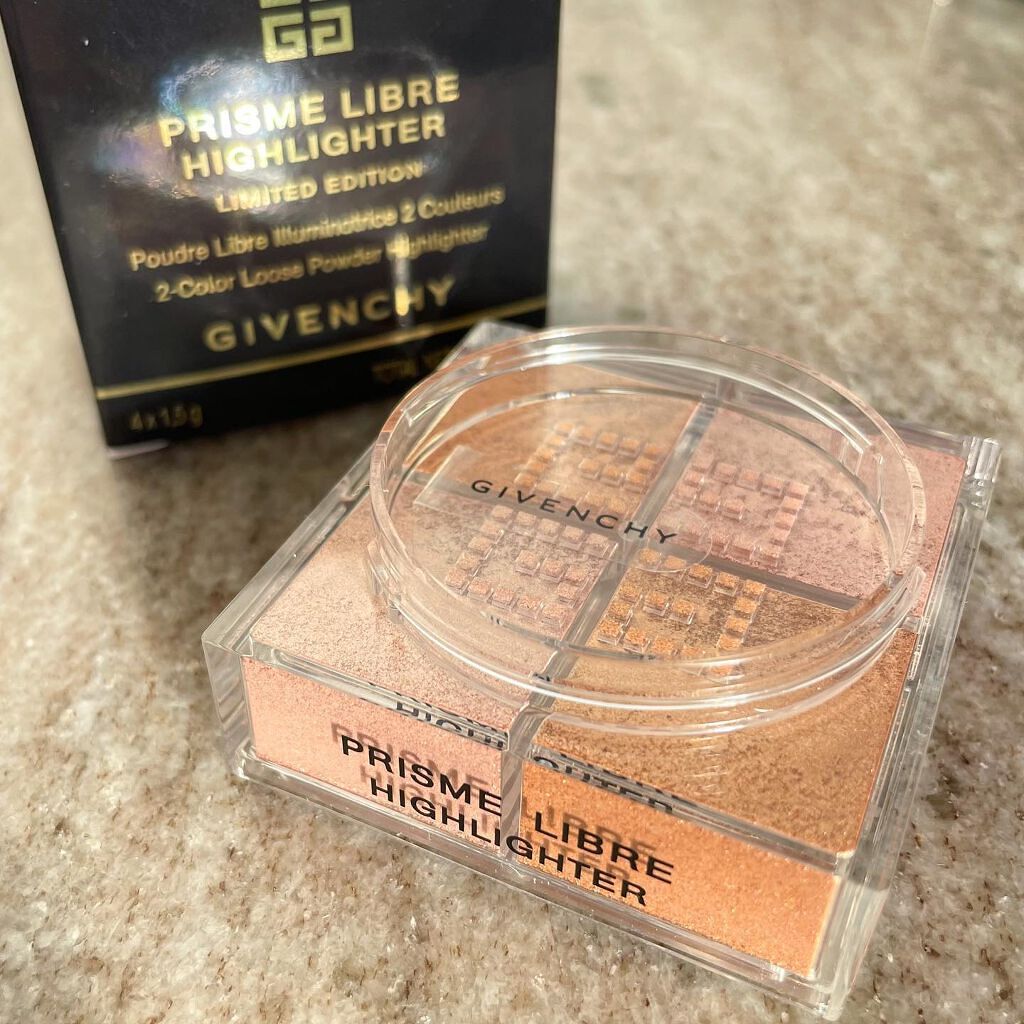 PRISME LIBRE
HIGHLIGHTER
LIMITED EDITION
Poudre Libre Illuminatrice 2 Couleurs
2-Color Loose Powder Highlighter
GIVENCHY
4 x 1,5 g
GIVENCHY
PRISME LIBRE
HIGHLIGHTER